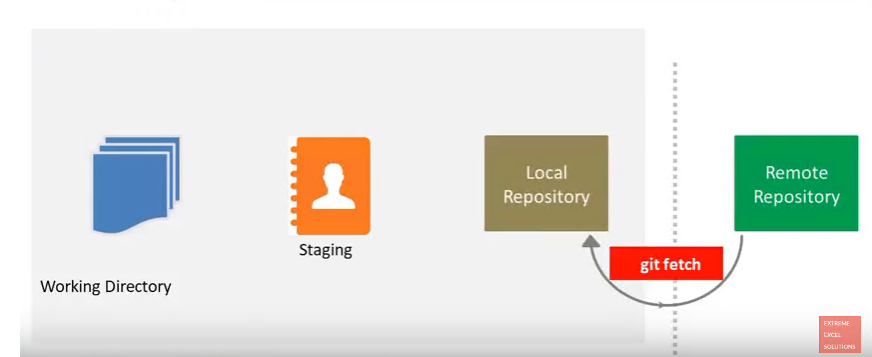 Local
Repository
Remote
Repository
Staging
git fetch
Working Directory
EXTREME
EXCEL
SOLUTIONS